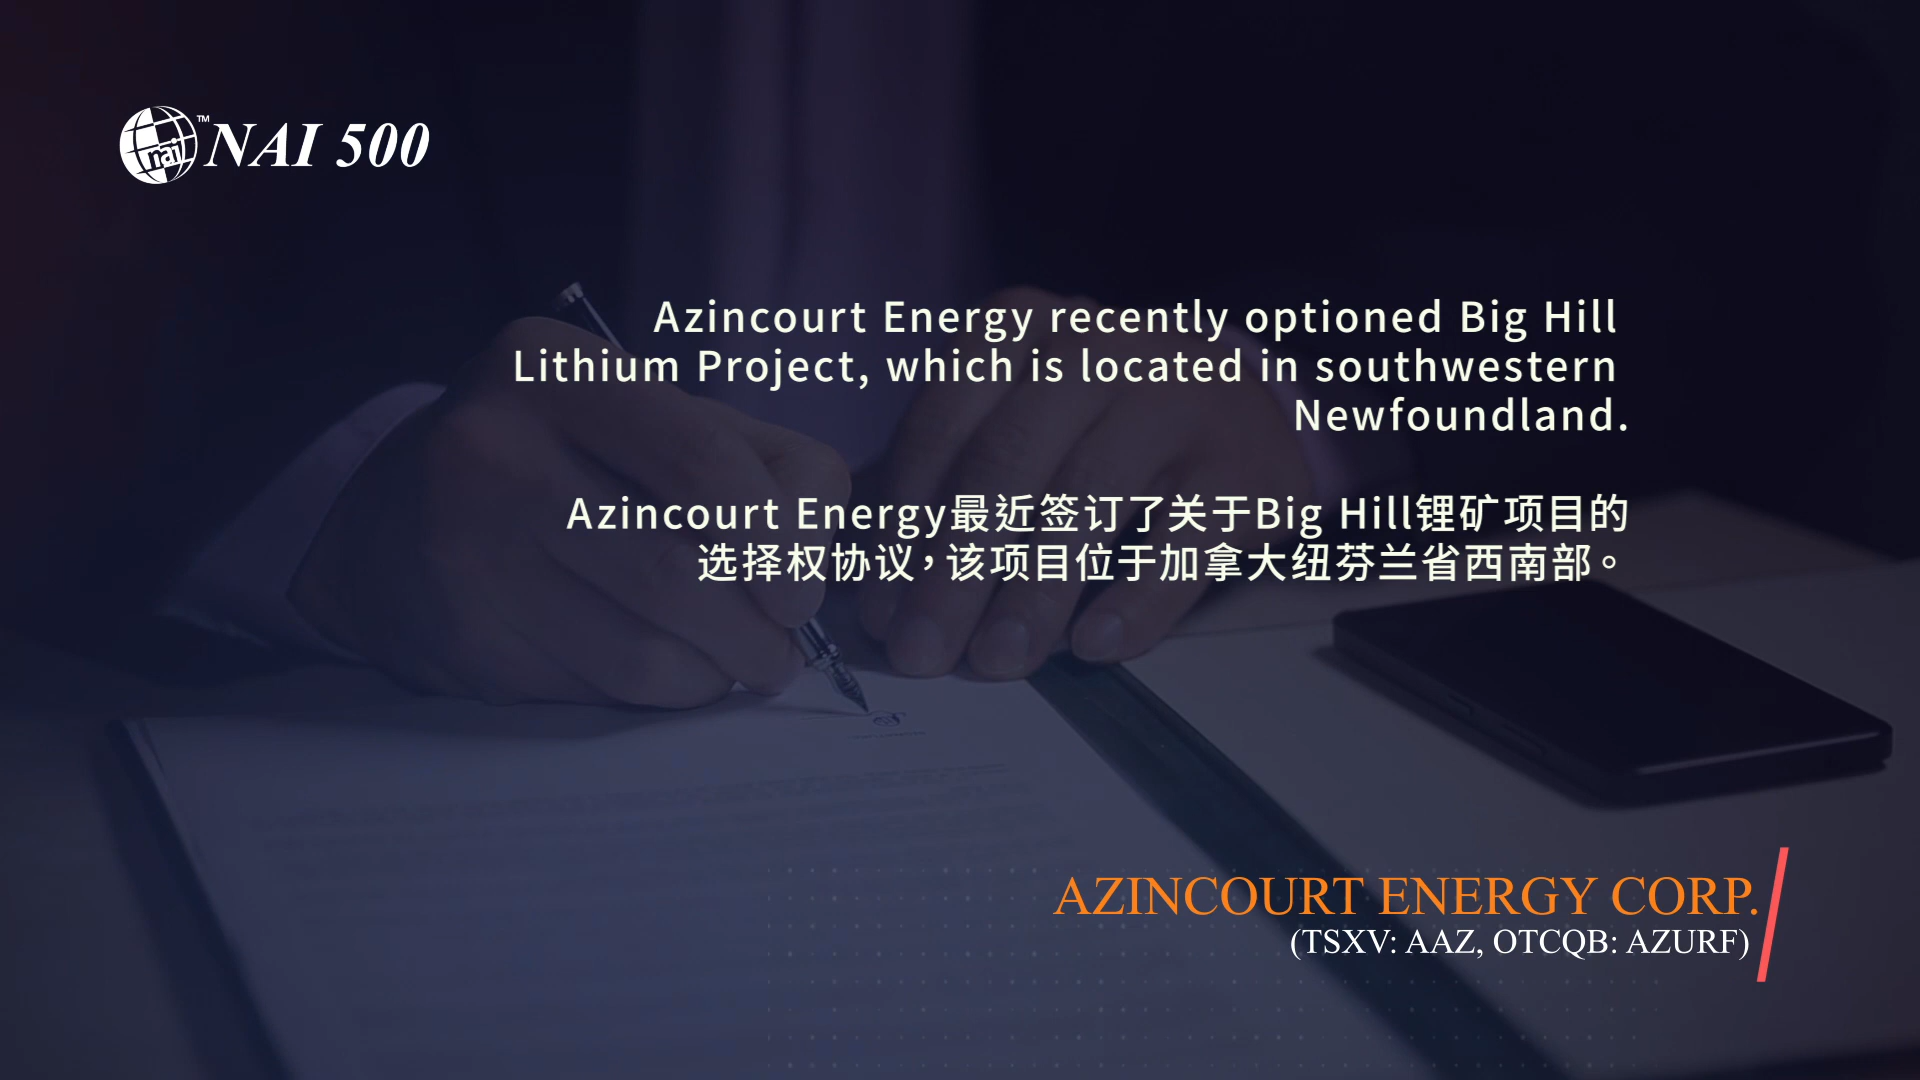 nai™ NAI 500
Azincourt Energy recently optioned Big Hill
Lithium Project, which is located in southwestern
Newfoundland.
Azincourt Energy最近签订了关于Big Hill锂矿项目的
选择权协议，该项目位于加拿大纽芬兰省西南部。
AZINCOURT ENERGY CORP.
(TSXV: AAZ, OTCQB: AZURF)